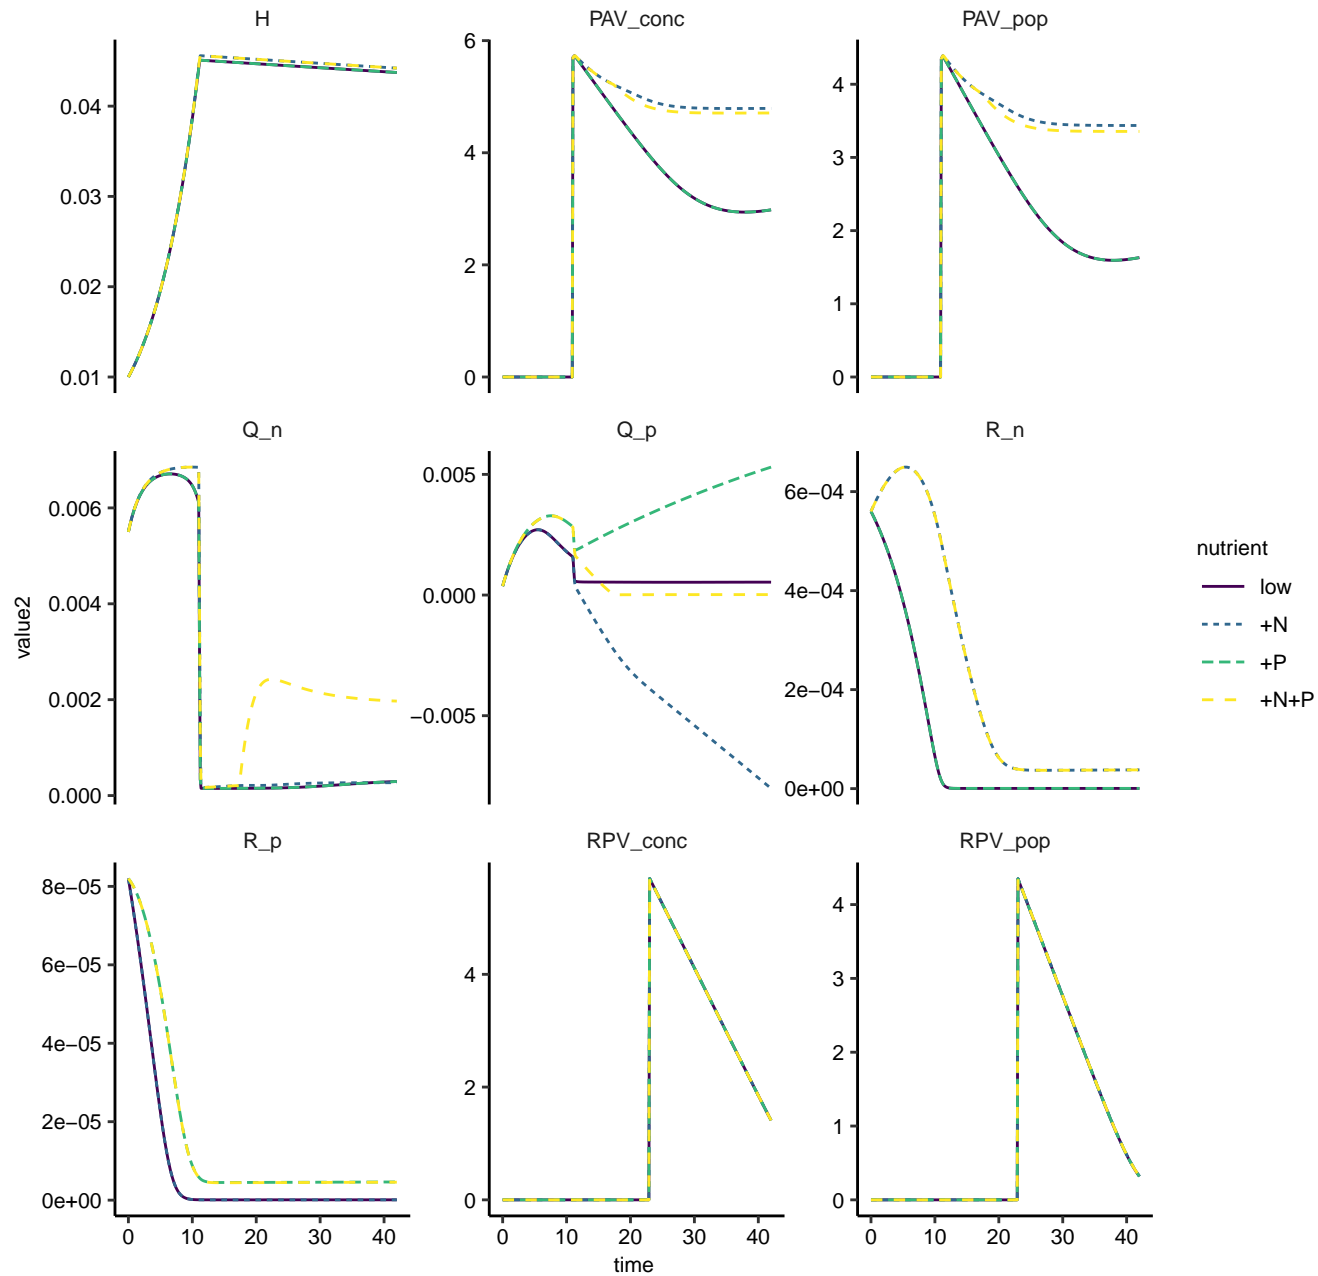 H
PAV_conc
PAV_pop
0.04
0.03
0.02
0.01
6
4
2
0
4
3
2
1
0
Q_n
Q_p
R_n
0.006
0.004
0.002
0.000
0.005
0.000
−0.005
6e−04
4e−04
2e−04
0e+00
value2
nutrient
low
+N
+P
+N+P
R_p
RPV_conc
RPV_pop
8e−05
6e−05
4e−05
2e−05
0e+00
4
2
0
4
3
2
1
0
0 10 20 30 40
0 10 20 30 40
0 10 20 30 40
time